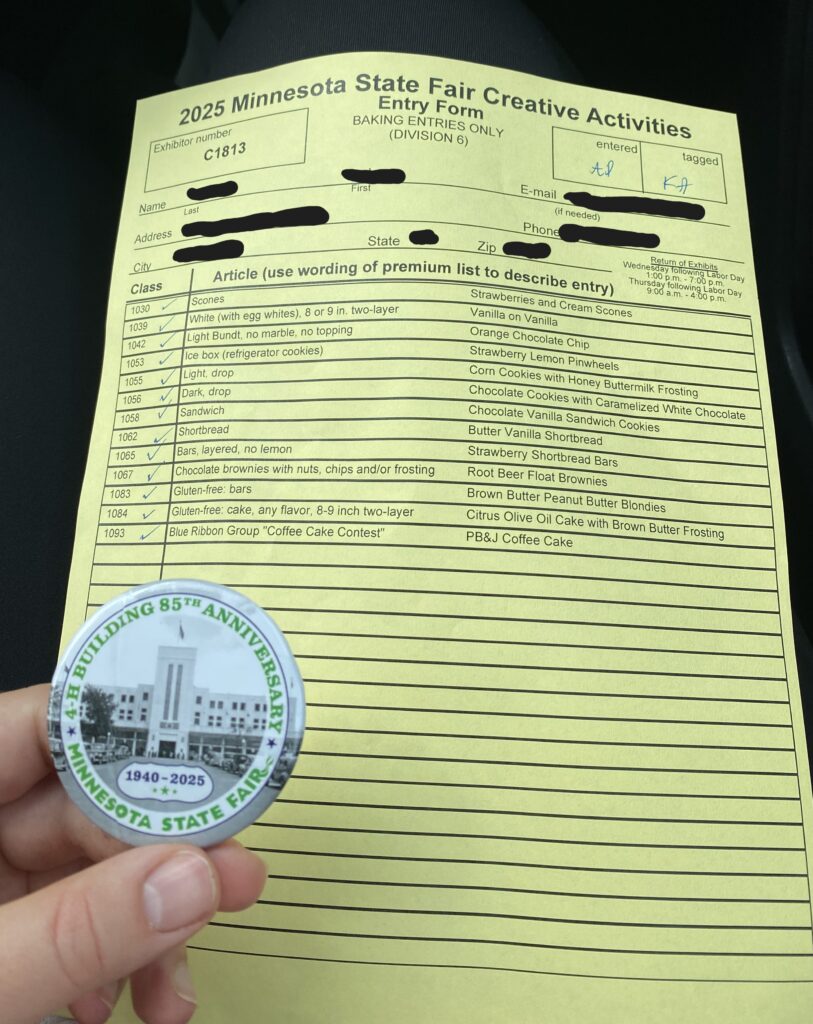 2025 Minnesota State Fair Creative Activities
Entry Form
BAKING ENTRIES ONLY
(DIVISION 6)
Exhibitor number
C1813
entered
tagged
KA
Name
Last
First
E-mail
(if needed)
Address
Phone
City
State
Zip
Return of Exhibits
Wednesday following Labor Day
1:00 p.m. - 7:00 p.m.
Thursday following Labor Day
9:00 a.m. - 4:00 p.m.
Class Article (use wording of premium list to describe entry)
1030 ✓ Scones Strawberries and Cream Scones
1039 ✓ White (with egg whites), 8 or 9 in. two-layer Vanilla on Vanilla
1042 ✓ Light Bundt, no marble, no topping Orange Chocolate Chip
1053 ✓ Ice box (refrigerator cookies) Strawberry Lemon Pinwheels
1055 ✓ Light, drop Corn Cookies with Honey Buttermilk Frosting
1056 ✓ Dark, drop Chocolate Cookies with Caramelized White Chocolate
1058 ✓ Sandwich Chocolate Vanilla Sandwich Cookies
1062 ✓ Shortbread Butter Vanilla Shortbread
1065 ✓ Bars, layered, no lemon Strawberry Shortbread Bars
1067 ✓ Chocolate brownies with nuts, chips and/or frosting Root Beer Float Brownies
1083 ✓ Gluten-free: bars Brown Butter Peanut Butter Blondies
1084 ✓ Gluten-free: cake, any flavor, 8-9 inch two-layer Citrus Olive Oil Cake with Brown Butter Frosting
1093 ✓ Blue Ribbon Group "Coffee Cake Contest" PB&J Coffee Cake
4-H BUILDING 85TH ANNIVERSARY
1940-2025
MINNESOTA STATE FAIR